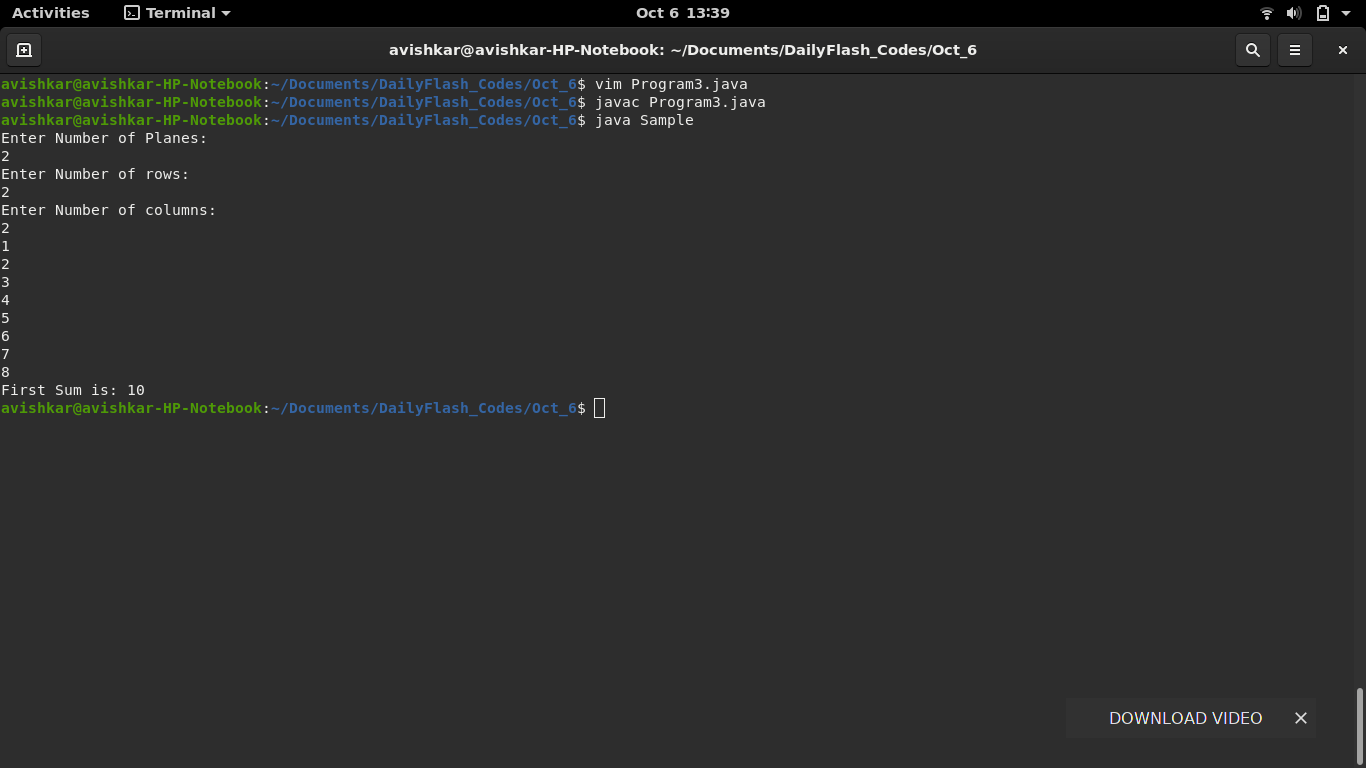 Activities Terminal Oct 6 13:39
avishkar@avishkar-HP-Notebook: ~/Documents/DailyFlash_Codes/Oct_6
avishkar@avishkar-HP-Notebook:~/Documents/DailyFlash_Codes/Oct_6$ vim Program3.java
avishkar@avishkar-HP-Notebook:~/Documents/DailyFlash_Codes/Oct_6$ javac Program3.java
avishkar@avishkar-HP-Notebook:~/Documents/DailyFlash_Codes/Oct_6$ java Sample
Enter Number of Planes:
2
Enter Number of rows:
2
Enter Number of columns:
2
1
2
3
4
5
6
7
8
First Sum is: 10
avishkar@avishkar-HP-Notebook:~/Documents/DailyFlash_Codes/Oct_6$
DOWNLOAD VIDEO